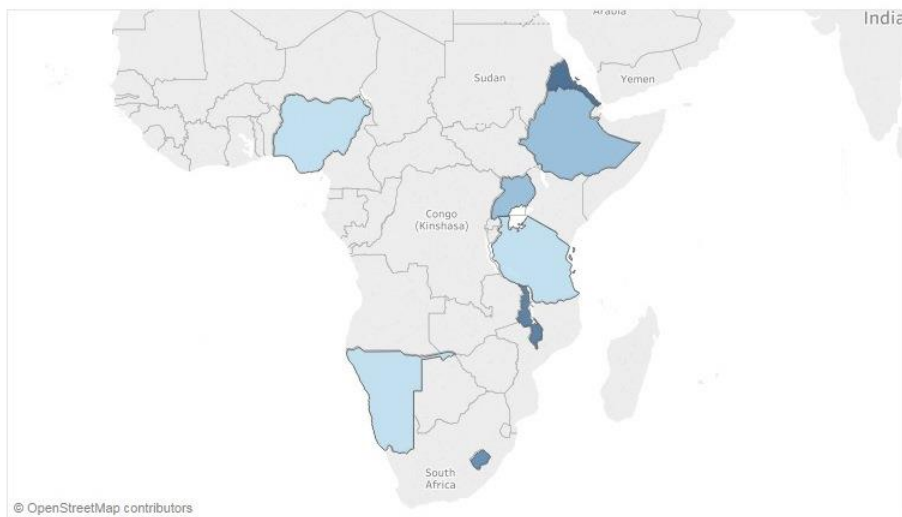 Arabia
India
Sudan
Yemen
Congo
(Kinshasa)
South
Africa
© OpenStreetMap contributors